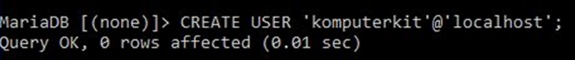 MariaDB [(none)]> CREATE USER 'komputerkit'@'localhost';
Query OK, 0 rows affected (0.01 sec)